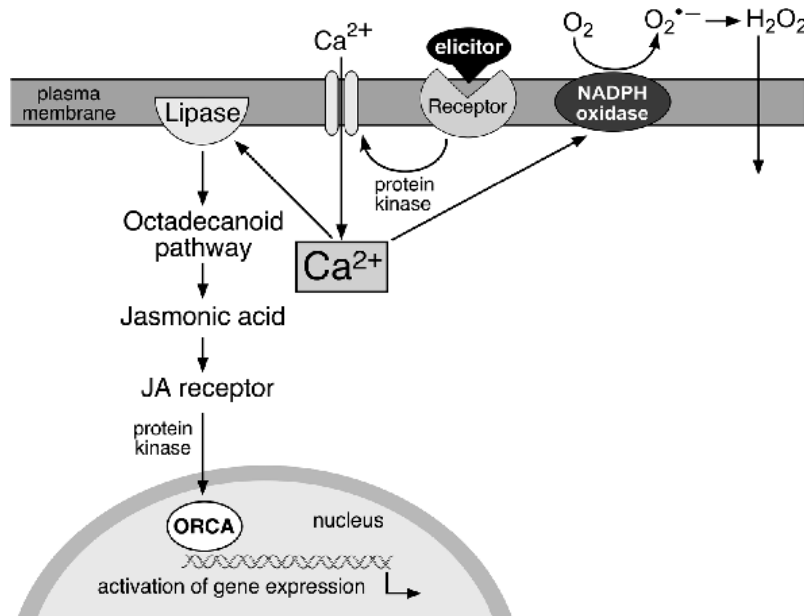 Ca²⁺
elicitor
O₂
O₂•–
H₂O₂
plasma
membrane
Lipase
Receptor
NADPH
oxidase
protein
kinase
Octadecanoid
pathway
Ca²⁺
Jasmonic acid
JA receptor
protein
kinase
ORCA
nucleus
activation of gene expression